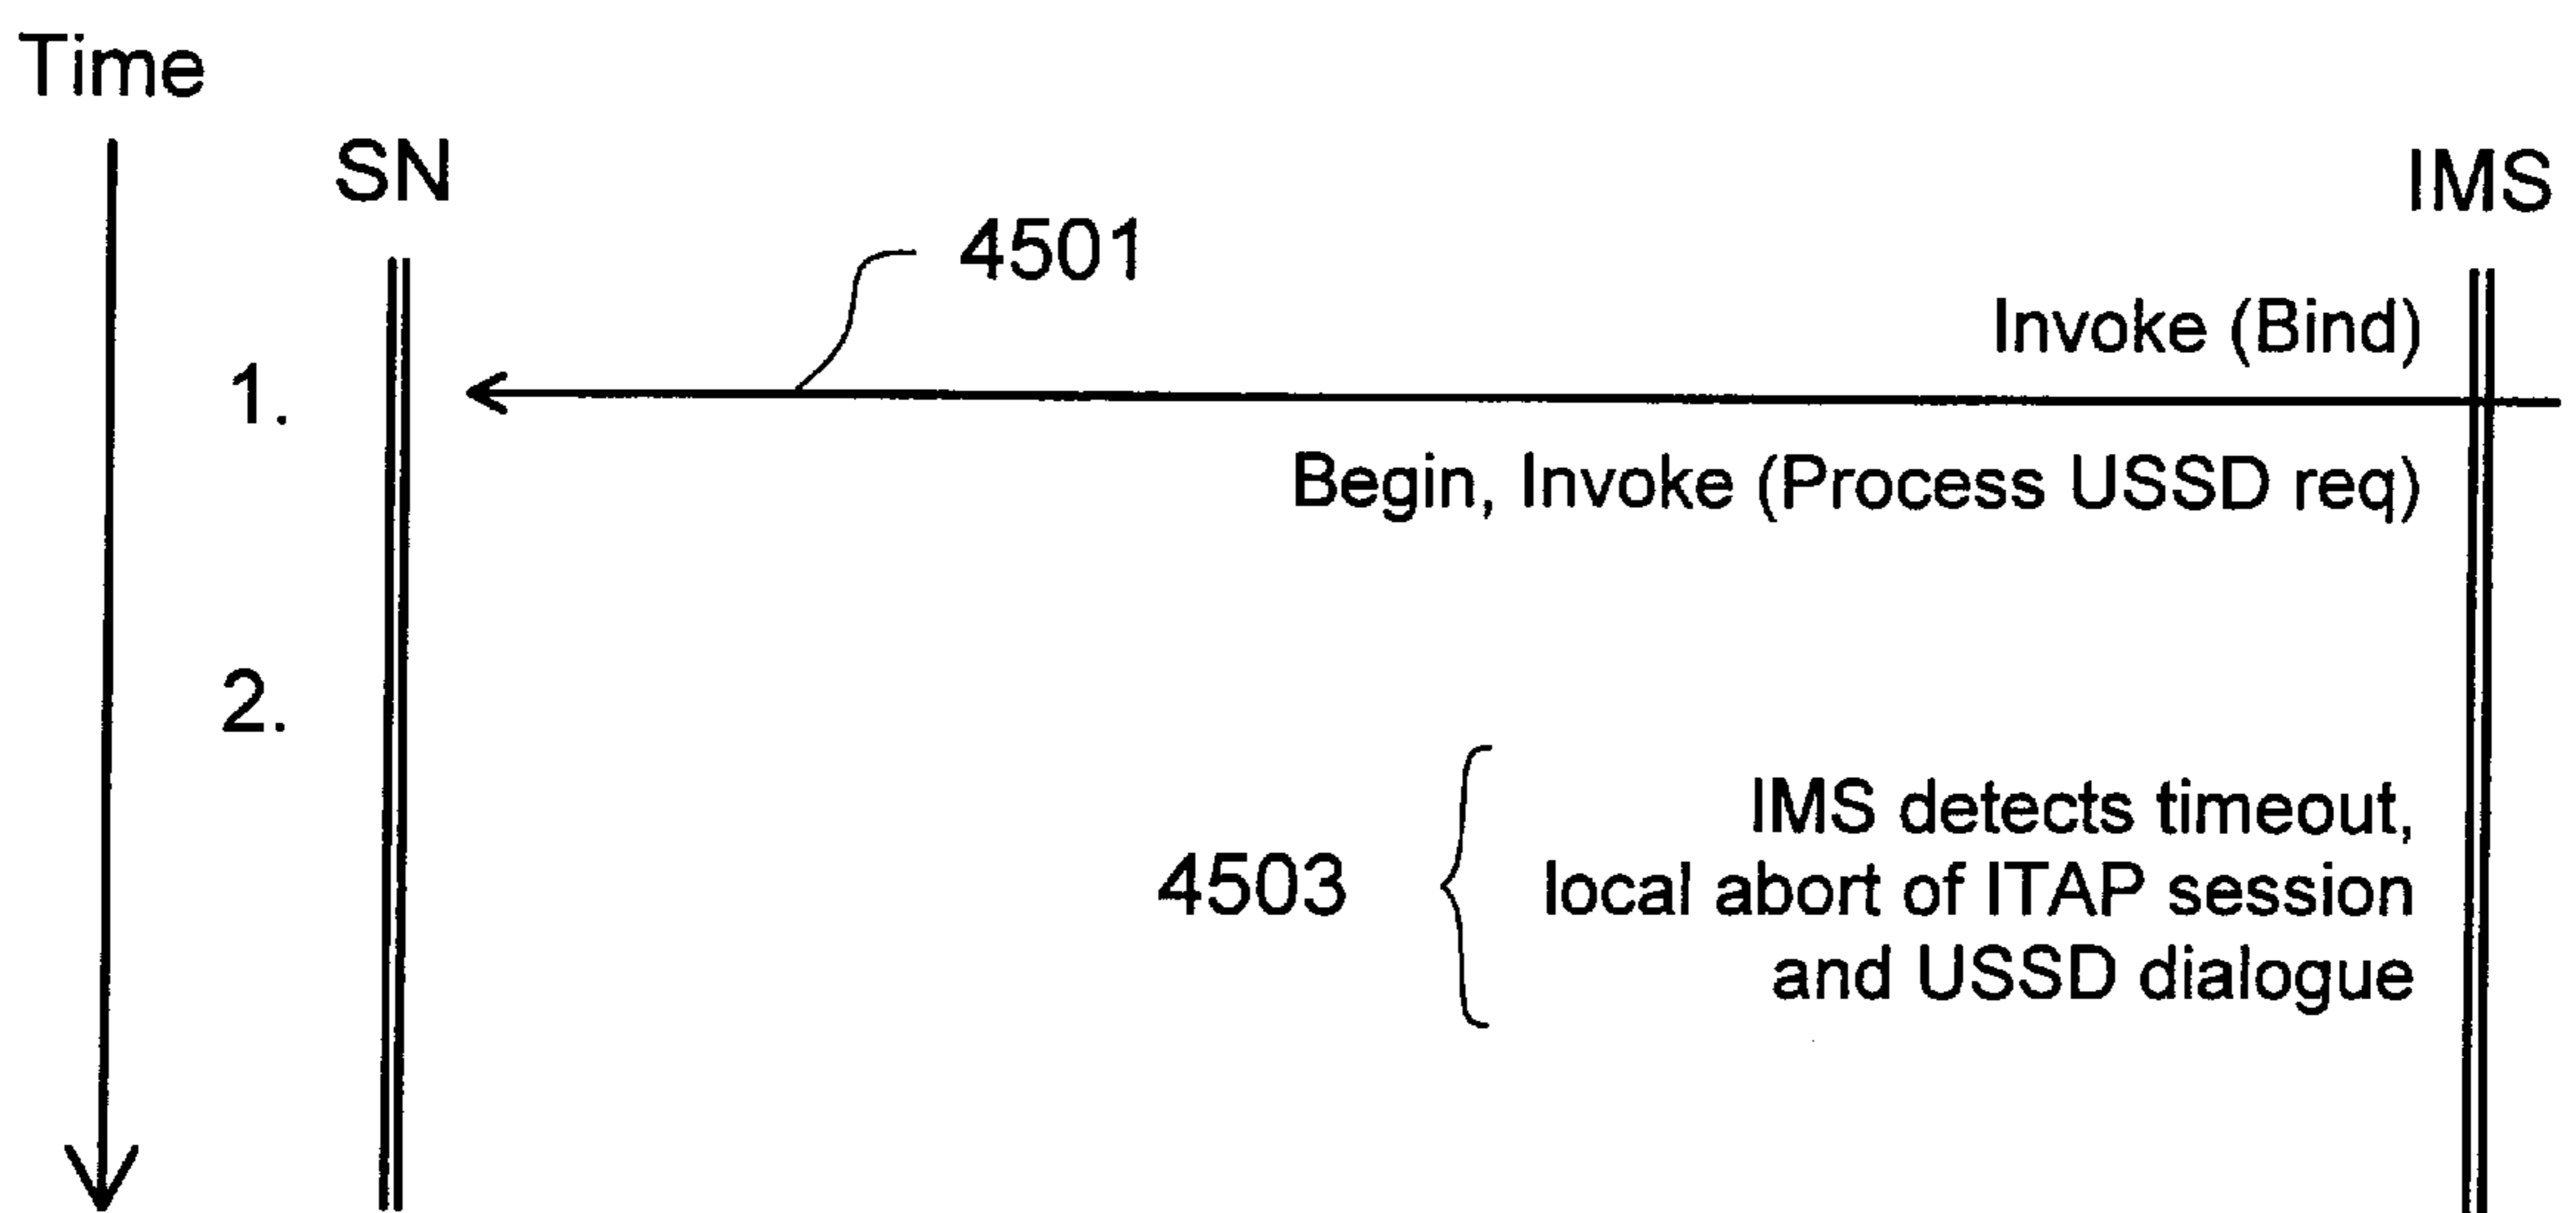 Time
SN
IMS
4501
Invoke (Bind)
1.
Begin, Invoke (Process USSD req)
2.
IMS detects timeout,
4503
local abort of ITAP session
and USSD dialogue